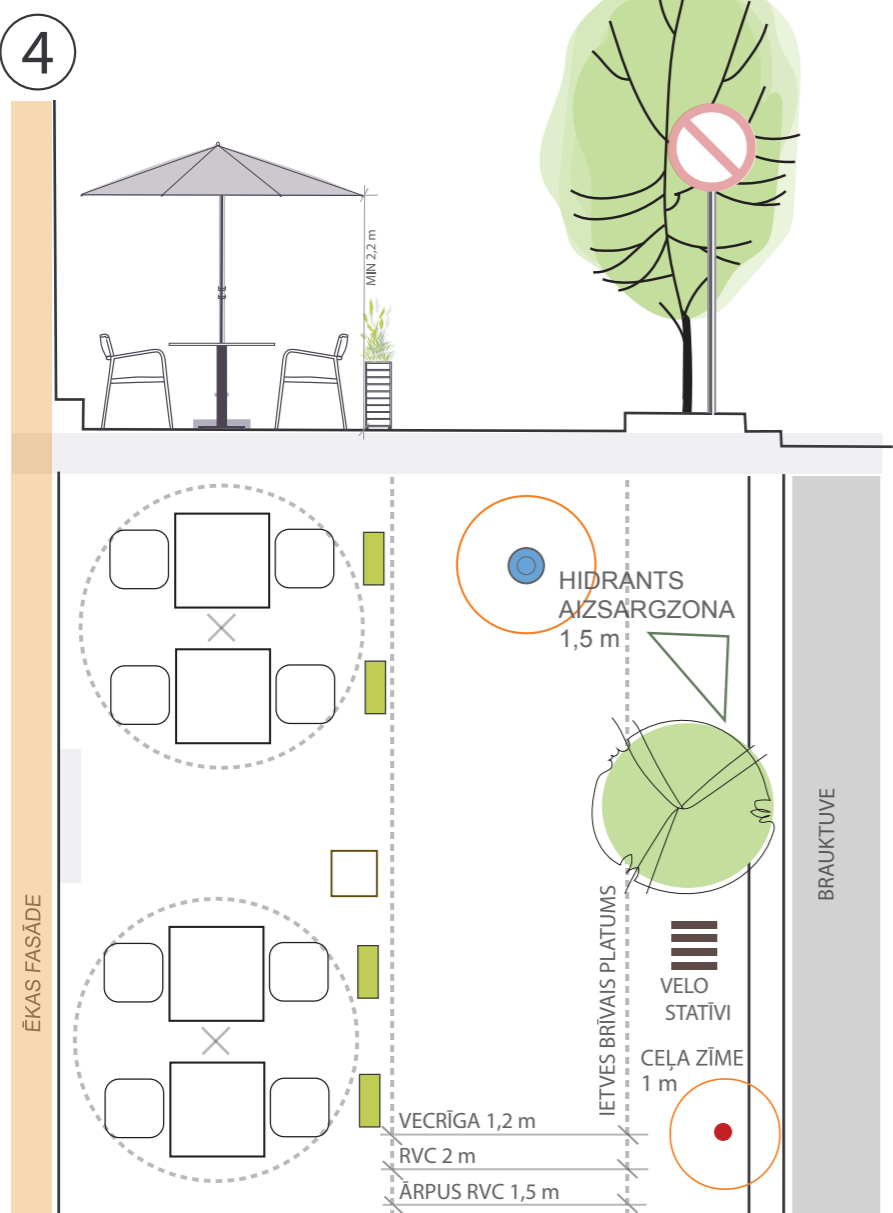 4
MIN 2,2 m
HIDRANTS
AIZSARGZONA
1,5 m
ĒKAS FASĀDE
IETVES BRĪVAIS PLATUMS
BRAUKTUVE
VELO
STATĪVI
CEĻA ZĪME
1 m
VECRĪGA 1,2 m
RVC 2 m
ĀRPUS RVC 1,5 m